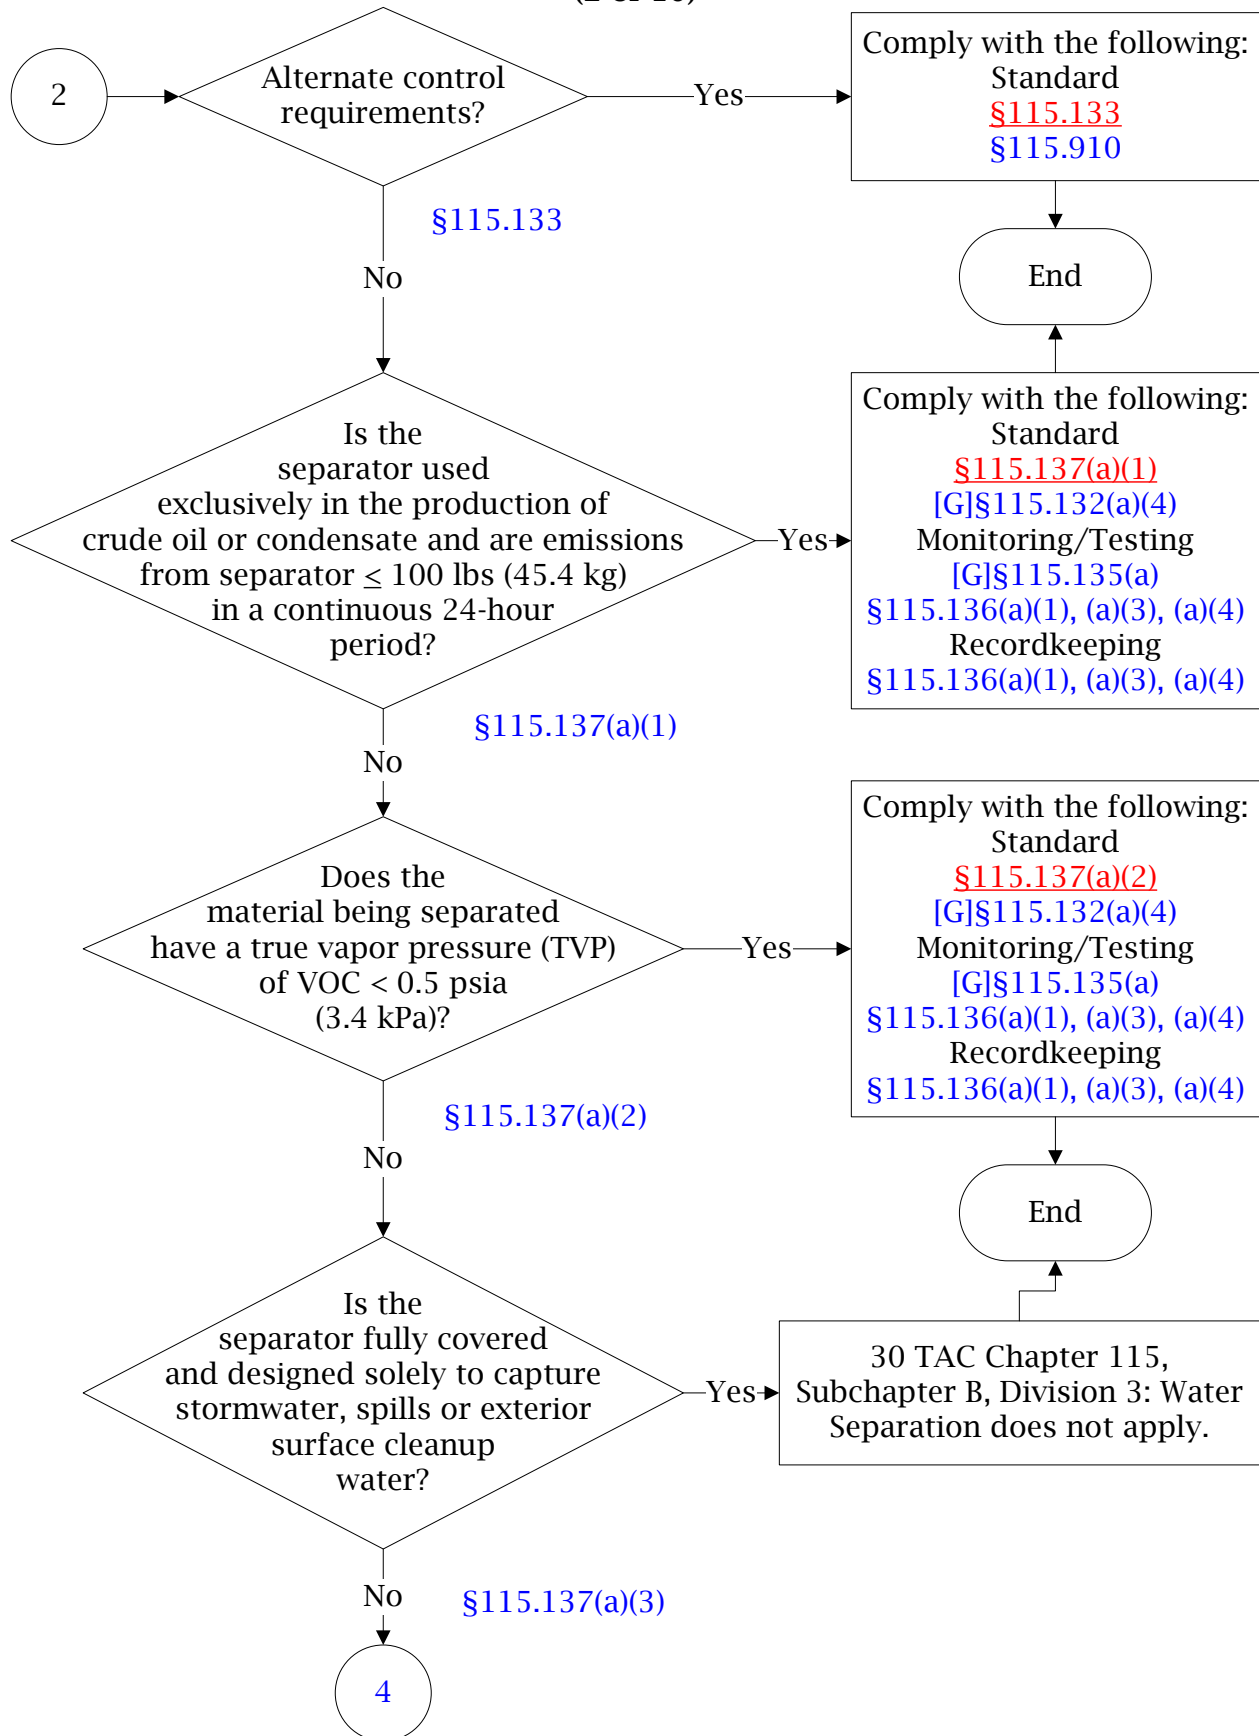 2
Alternate control
requirements?
Yes
Comply with the following:
Standard
§115.133
§115.910
§115.133
No
End
Is the
separator used
exclusively in the production of
crude oil or condensate and are emissions
from separator ≤ 100 lbs (45.4 kg)
in a continuous 24-hour
period?
Yes
Comply with the following:
Standard
§115.137(a)(1)
[G]§115.132(a)(4)
Monitoring/Testing
[G]§115.135(a)
§115.136(a)(1), (a)(3), (a)(4)
Recordkeeping
§115.136(a)(1), (a)(3), (a)(4)
§115.137(a)(1)
No
Does the
material being separated
have a true vapor pressure (TVP)
of VOC < 0.5 psia
(3.4 kPa)?
Yes
Comply with the following:
Standard
§115.137(a)(2)
[G]§115.132(a)(4)
Monitoring/Testing
[G]§115.135(a)
§115.136(a)(1), (a)(3), (a)(4)
Recordkeeping
§115.136(a)(1), (a)(3), (a)(4)
§115.137(a)(2)
No
End
Is the
separator fully covered
and designed solely to capture
stormwater, spills or exterior
surface cleanup
water?
Yes
30 TAC Chapter 115,
Subchapter B, Division 3: Water
Separation does not apply.
No
§115.137(a)(3)
4